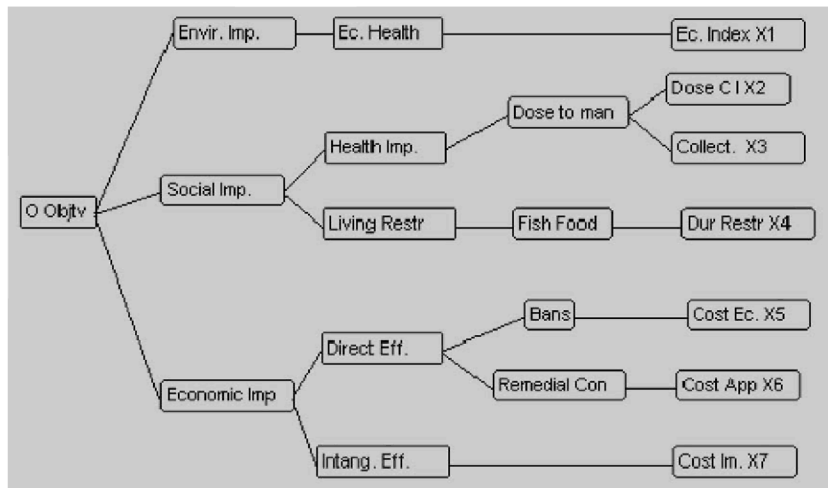 Envir. Imp.
Ec. Health
Ec. Index X1
Dose C I X2
Dose to man
Health Imp.
Collect. X3
Social Imp.
O Objtv
Living Restr
Fish Food
Dur Restr X4
Bans
Cost Ec. X5
Direct Eff.
Remedial Con
Cost App X6
Economic Imp
Intang. Eff.
Cost Im. X7